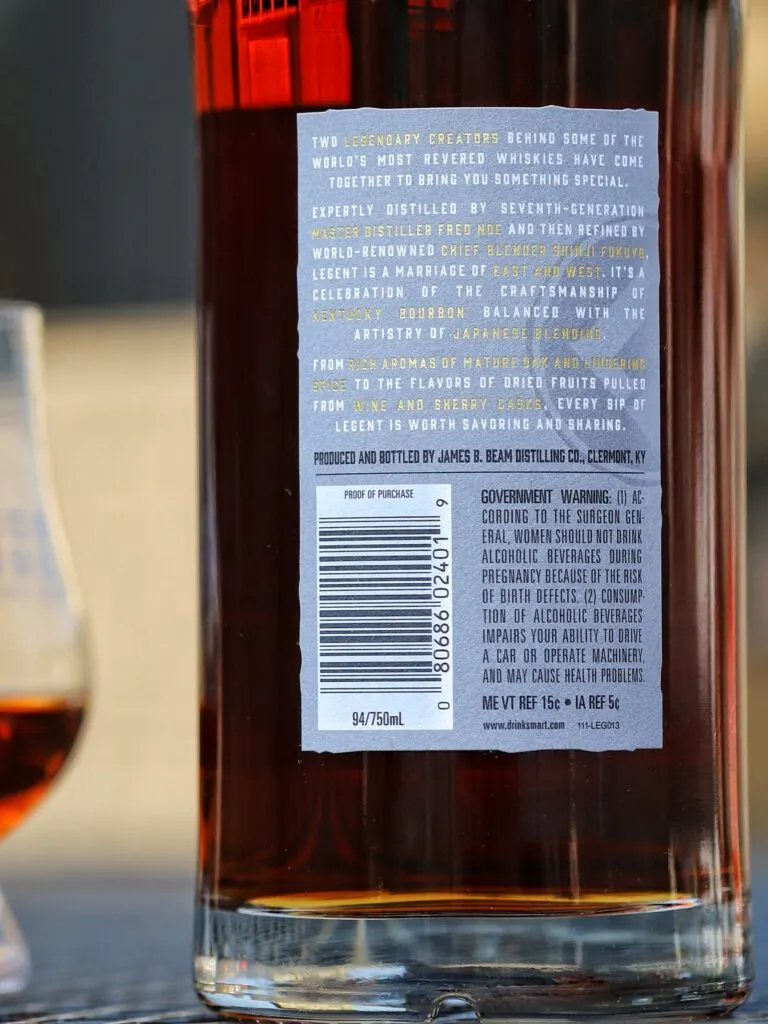 TWO LEGENDARY CREATORS BEHIND SOME OF THE
WORLD'S MOST REVERED WHISKIES HAVE COME
TOGETHER TO BRING YOU SOMETHING SPECIAL.
EXPERTLY DISTILLED BY SEVENTH-GENERATION
MASTER DISTILLER FRED NOE AND THEN REFINED BY
WORLD-RENOWNED CHIEF BLENDER SHINJI FUKUYO,
LEGENT IS A MARRIAGE OF EAST AND WEST. IT'S A
CELEBRATION OF THE CRAFTSMANSHIP OF
KENTUCKY BOURBON BALANCED WITH THE
ARTISTRY OF JAPANESE BLENDING.
FROM RICH AROMAS OF MATURE OAK AND LINGERING
SPICE TO THE FLAVORS OF DRIED FRUITS PULLED
FROM WINE AND SHERRY CASKS, EVERY SIP OF
LEGENT IS WORTH SAVORING AND SHARING.
PRODUCED AND BOTTLED BY JAMES B. BEAM DISTILLING CO., CLERMONT, KY
PROOF OF PURCHASE
0 80686 02401 9
94/750mL
GOVERNMENT WARNING: (1) AC-
CORDING TO THE SURGEON GEN-
ERAL, WOMEN SHOULD NOT DRINK
ALCOHOLIC BEVERAGES DURING
PREGNANCY BECAUSE OF THE RISK
OF BIRTH DEFECTS. (2) CONSUMP-
TION OF ALCOHOLIC BEVERAGES
IMPAIRS YOUR ABILITY TO DRIVE
A CAR OR OPERATE MACHINERY,
AND MAY CAUSE HEALTH PROBLEMS.
ME VT REF 15¢ • IA REF 5¢
www.drinksmart.com 111-LEG013